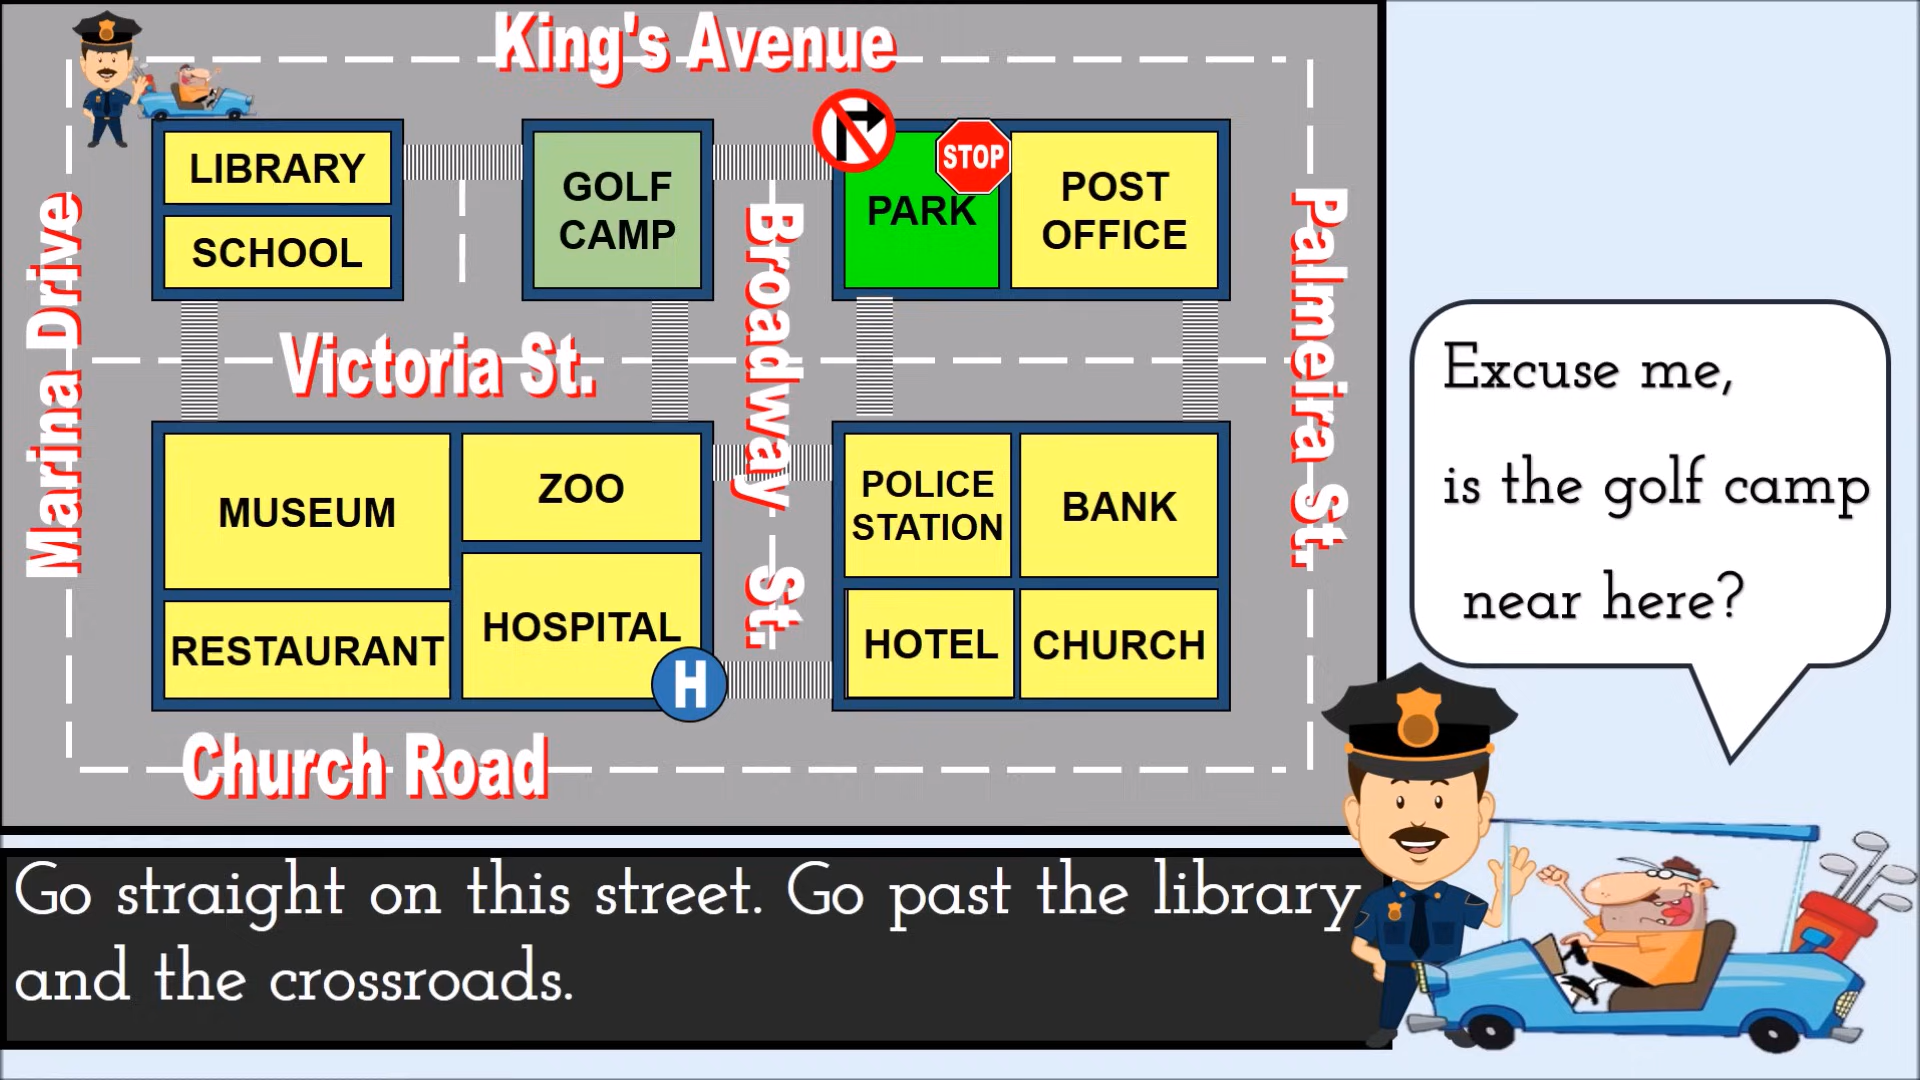 King's Avenue
LIBRARY
SCHOOL
GOLF
CAMP
PARK
STOP
POST
OFFICE
Marina Drive
Victoria St.
Broadway St.
Palmeira St.
MUSEUM
ZOO
RESTAURANT
HOSPITAL
H
POLICE
STATION
BANK
HOTEL
CHURCH
Church Road
Excuse me,
is the golf camp
near here?
Go straight on this street. Go past the library
and the crossroads.